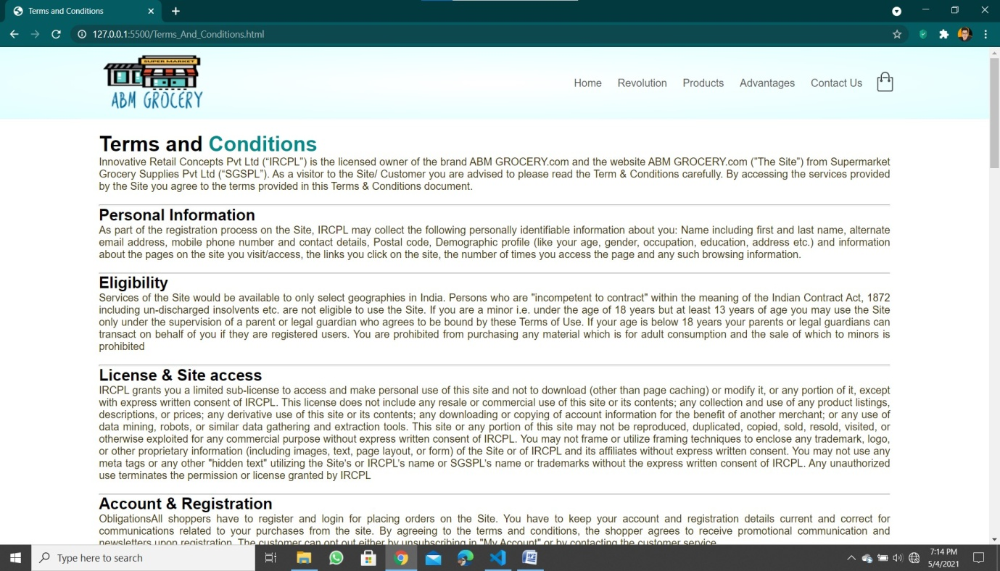 Terms and Conditions
127.0.0.1:5500/Terms_And_Conditions.html
SUPER MARKET
ABM GROCERY
Home Revolution Products Advantages Contact Us
Terms and Conditions
Innovative Retail Concepts Pvt Ltd (“IRCPL”) is the licensed owner of the brand ABM GROCERY.com and the website ABM GROCERY.com (”The Site”) from Supermarket
Grocery Supplies Pvt Ltd (“SGSPL”). As a visitor to the Site/ Customer you are advised to please read the Term & Conditions carefully. By accessing the services provided
by the Site you agree to the terms provided in this Terms & Conditions document.
Personal Information
As part of the registration process on the Site, IRCPL may collect the following personally identifiable information about you: Name including first and last name, alternate
email address, mobile phone number and contact details, Postal code, Demographic profile (like your age, gender, occupation, education, address etc.) and information
about the pages on the site you visit/access, the links you click on the site, the number of times you access the page and any such browsing information.
Eligibility
Services of the Site would be available to only select geographies in India. Persons who are "incompetent to contract" within the meaning of the Indian Contract Act, 1872
including un-discharged insolvents etc. are not eligible to use the Site. If you are a minor i.e. under the age of 18 years but at least 13 years of age you may use the Site
only under the supervision of a parent or legal guardian who agrees to be bound by these Terms of Use. If your age is below 18 years your parents or legal guardians can
transact on behalf of you if they are registered users. You are prohibited from purchasing any material which is for adult consumption and the sale of which to minors is
prohibited
License & Site access
IRCPL grants you a limited sub-license to access and make personal use of this site and not to download (other than page caching) or modify it, or any portion of it, except
with express written consent of IRCPL. This license does not include any resale or commercial use of this site or its contents; any collection and use of any product listings,
descriptions, or prices; any derivative use of this site or its contents; any downloading or copying of account information for the benefit of another merchant; or any use of
data mining, robots, or similar data gathering and extraction tools. This site or any portion of this site may not be reproduced, duplicated, copied, sold, resold, visited, or
otherwise exploited for any commercial purpose without express written consent of IRCPL. You may not frame or utilize framing techniques to enclose any trademark, logo,
or other proprietary information (including images, text, page layout, or form) of the Site or of IRCPL and its affiliates without express written consent. You may not use any
meta tags or any other "hidden text" utilizing the Site’s or IRCPL’s name or SGSPL’s name or trademarks without the express written consent of IRCPL. Any unauthorized
use terminates the permission or license granted by IRCPL
Account & Registration
ObligationsAll shoppers have to register and login for placing orders on the Site. You have to keep your account and registration details current and correct for
communications related to your purchases from the site. By agreeing to the terms and conditions, the shopper agrees to receive promotional communication and
newsletters upon registration. The customer can opt out either by unsubscribing in "My Account" or by contacting the customer service.
Type here to search
7:14 PM
5/4/2021